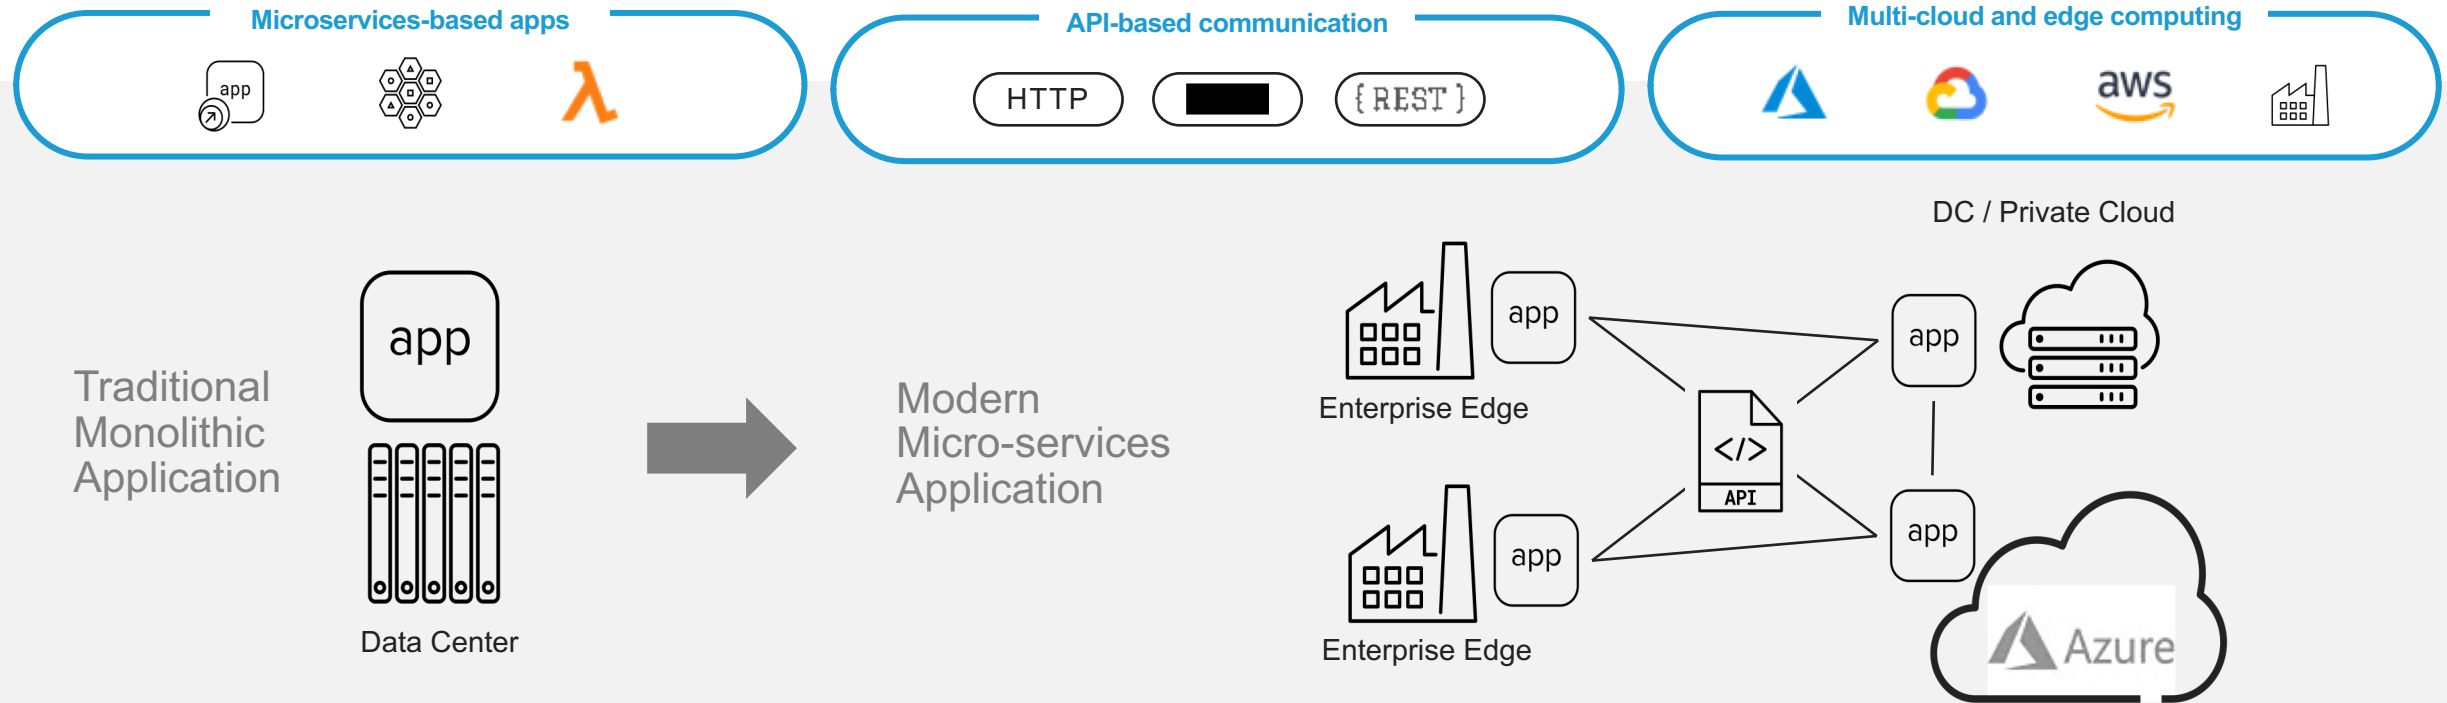 Microservices-based apps
API-based communication
Multi-cloud and edge computing
app
HTTP
{REST}
aws
DC / Private Cloud
app
Traditional
Monolithic
Application
Data Center
Modern
Micro-services
Application
app
Enterprise Edge
app
</>
API
app
Enterprise Edge
app
Azure